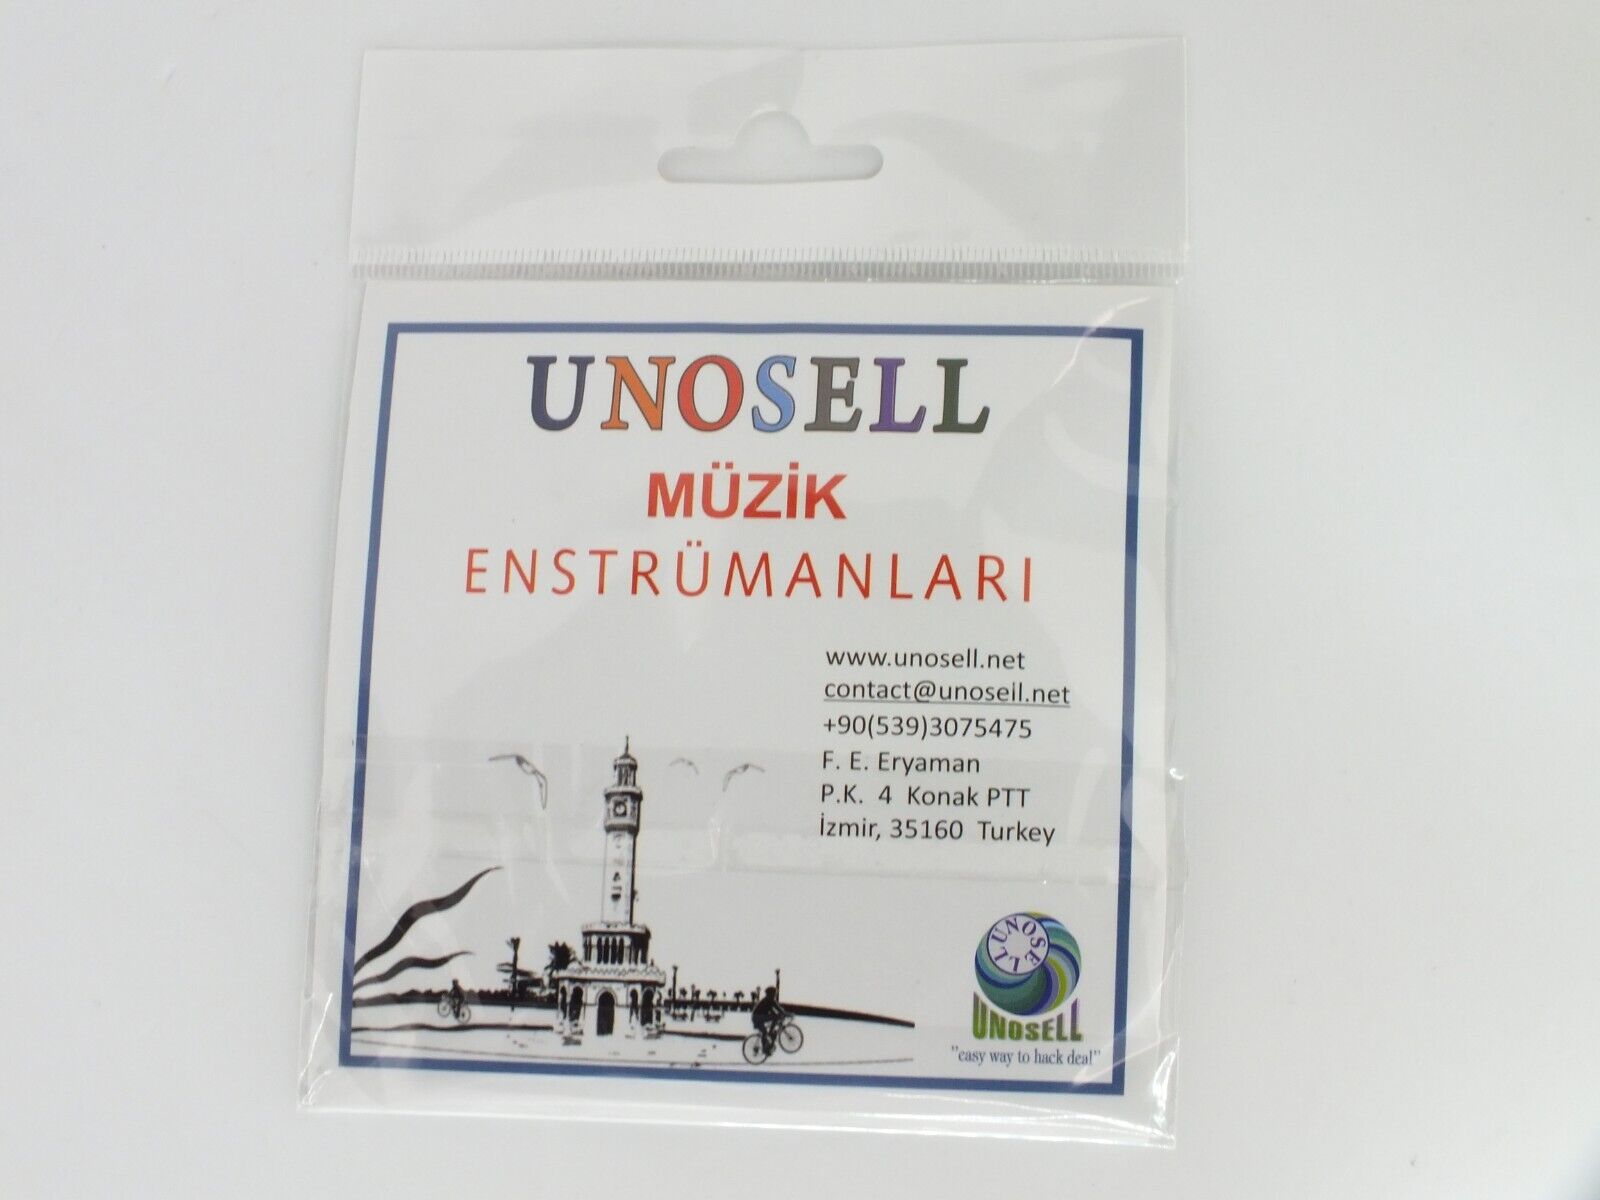 UNOSELL
MÜZİK
ENSTRÜMANLARI
www.unosell.net
contact@unosell.net
+90(539)3075475
F. E. Eryaman
P.K. 4 Konak PTT
İzmir, 35160 Turkey
UNOSELL
UNOSELL
"easy way to hack deal"